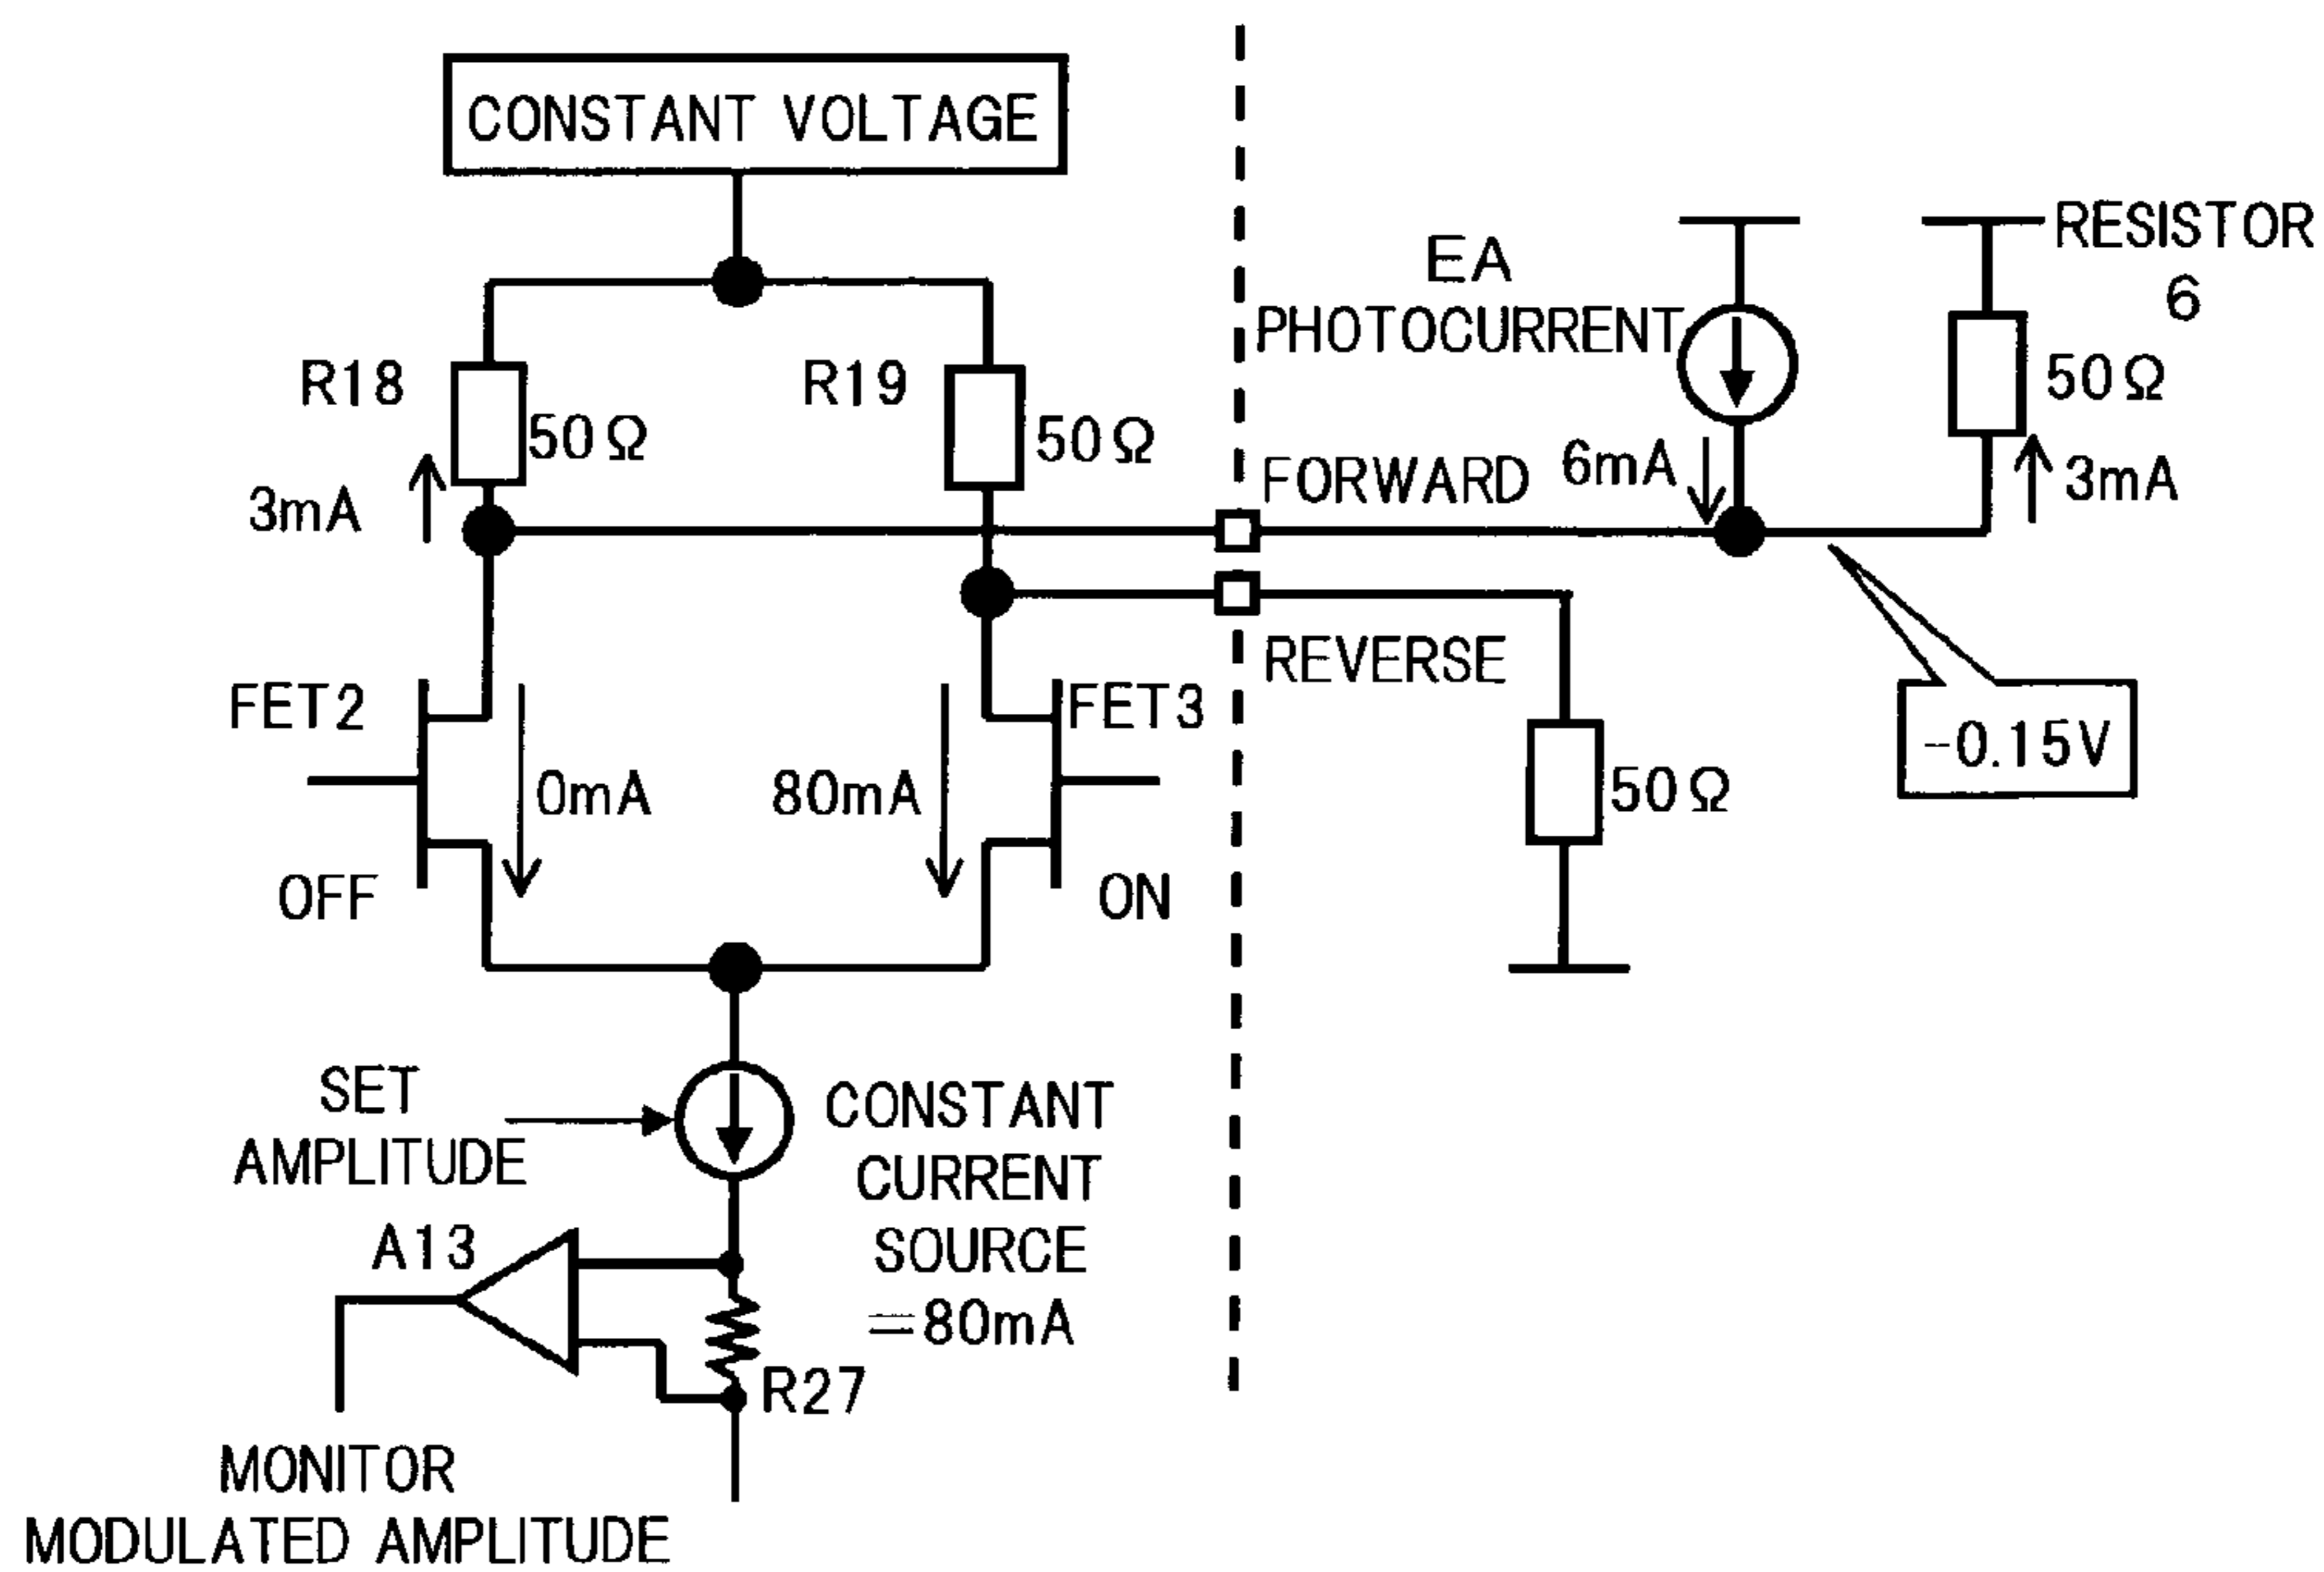 CONSTANT VOLTAGE
R18
50Ω
3mA
R19
50Ω
EA
PHOTOCURRENT
6mA
RESISTOR
6
50Ω
3mA
FORWARD
REVERSE
-0.15V
50Ω
FET2
0mA
OFF
80mA
FET3
ON
SET
AMPLITUDE
CONSTANT
CURRENT
SOURCE
=80mA
A13
R27
MONITOR
MODULATED AMPLITUDE